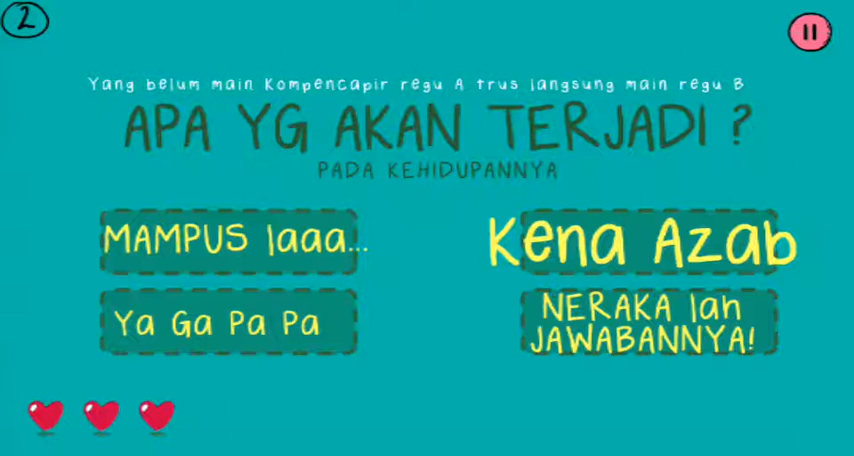 2
Yang belum main Kompencapir regu A trus langsung main regu B
APA YG AKAN TERJADI ?
PADA KEHIDUPANNYA
MAMPUS laaa...
Kena Azab
Ya Ga Pa Pa
NERAKA lah
JAWABANNYA!